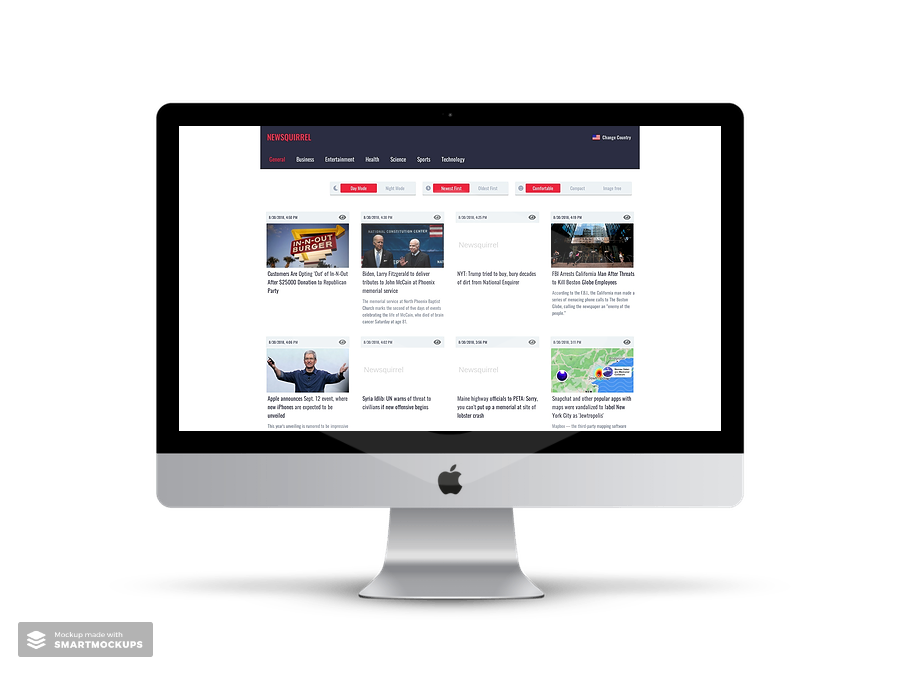 NEWSQUIRREL
Change Country
General Business Entertainment Health Science Sports Technology
Day Mode Night Mode Newest First Oldest First Comfortable Compact Image free
8/30/2018, 4:50 PM
IN-N-OUT
BURGER
Customers Are Opting 'Out' of In-N-Out
After $25000 Donation to Republican
Party
8/30/2018, 4:30 PM
NATIONAL CONSTITUTION CENTER
Biden, Larry Fitzgerald to deliver
tributes to John McCain at Phoenix
memorial service
The memorial service at North Phoenix Baptist
Church marks the second of five days of events
celebrating the life of McCain, who died of brain
cancer Saturday at age 81.
8/30/2018, 4:25 PM
Newsquirrel
NYT: Trump tried to buy, bury decades
of dirt from National Enquirer
8/30/2018, 4:19 PM
FBI Arrests California Man After Threats
to Kill Boston Globe Employees
According to the F.B.I., the California man made a
series of menacing phone calls to The Boston
Globe, calling the newspaper as "enemy of the
people."
8/30/2018, 4:06 PM
Apple announces Sept. 12 event, where
new iPhones are expected to be
unveiled
This year's unveiling is rumored to be impressive
8/30/2018, 4:02 PM
Newsquirrel
Syria Idlib: UN warns of threat to
civilians if new offensive begins
8/30/2018, 3:56 PM
Newsquirrel
Maine highway officials to PETA: Sorry,
you can't put up a memorial at site of
lobster crash
8/30/2018, 3:11 PM
Snapchat and other popular apps with
maps were vandalized to label New
York City as 'Jewtropolis'
Mapbox — the third-party mapping software
Mockup made with
SMARTMOCKUPS